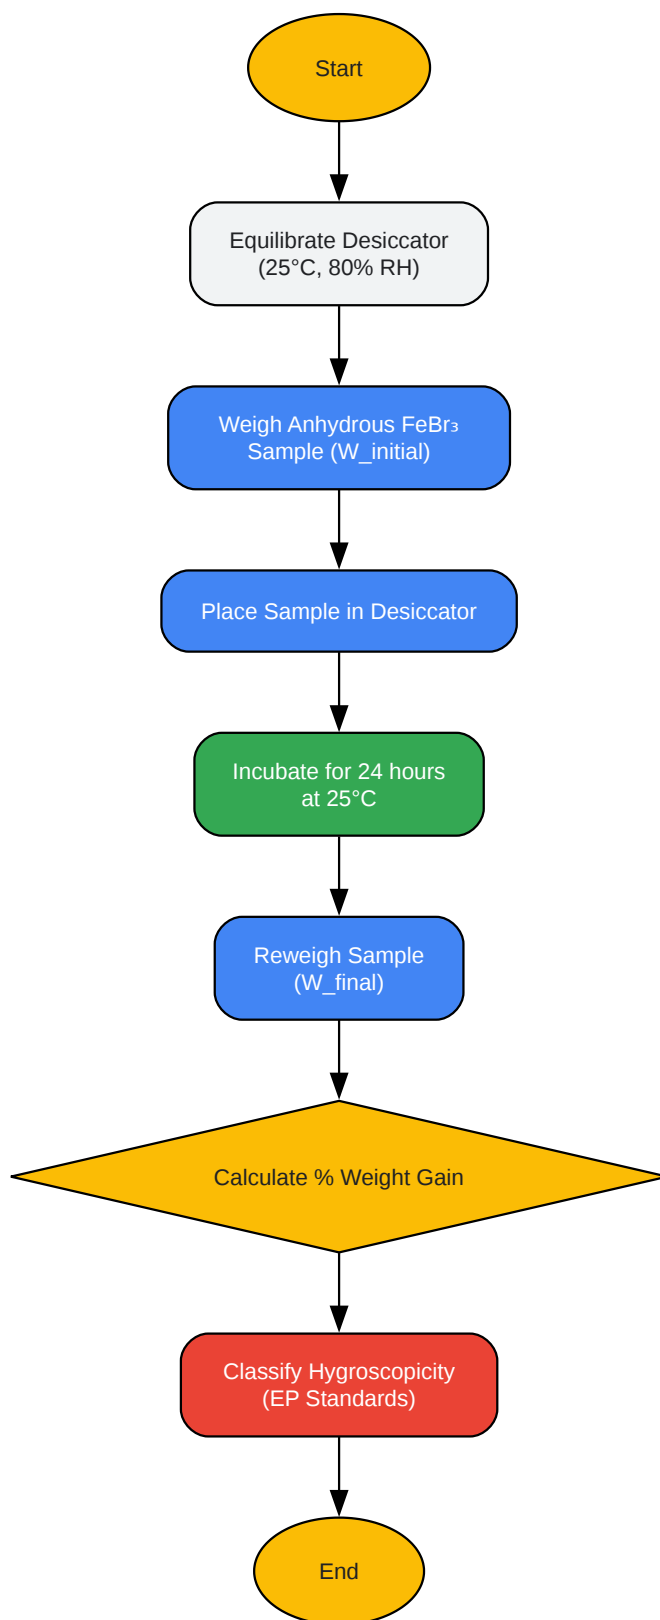 Start
Equilibrate Desiccator
(25°C, 80% RH)
Weigh Anhydrous FeBr₃
Sample (W_initial)
Place Sample in Desiccator
Incubate for 24 hours
at 25°C
Reweigh Sample
(W_final)
Calculate % Weight Gain
Classify Hygroscopicity
(EP Standards)
End